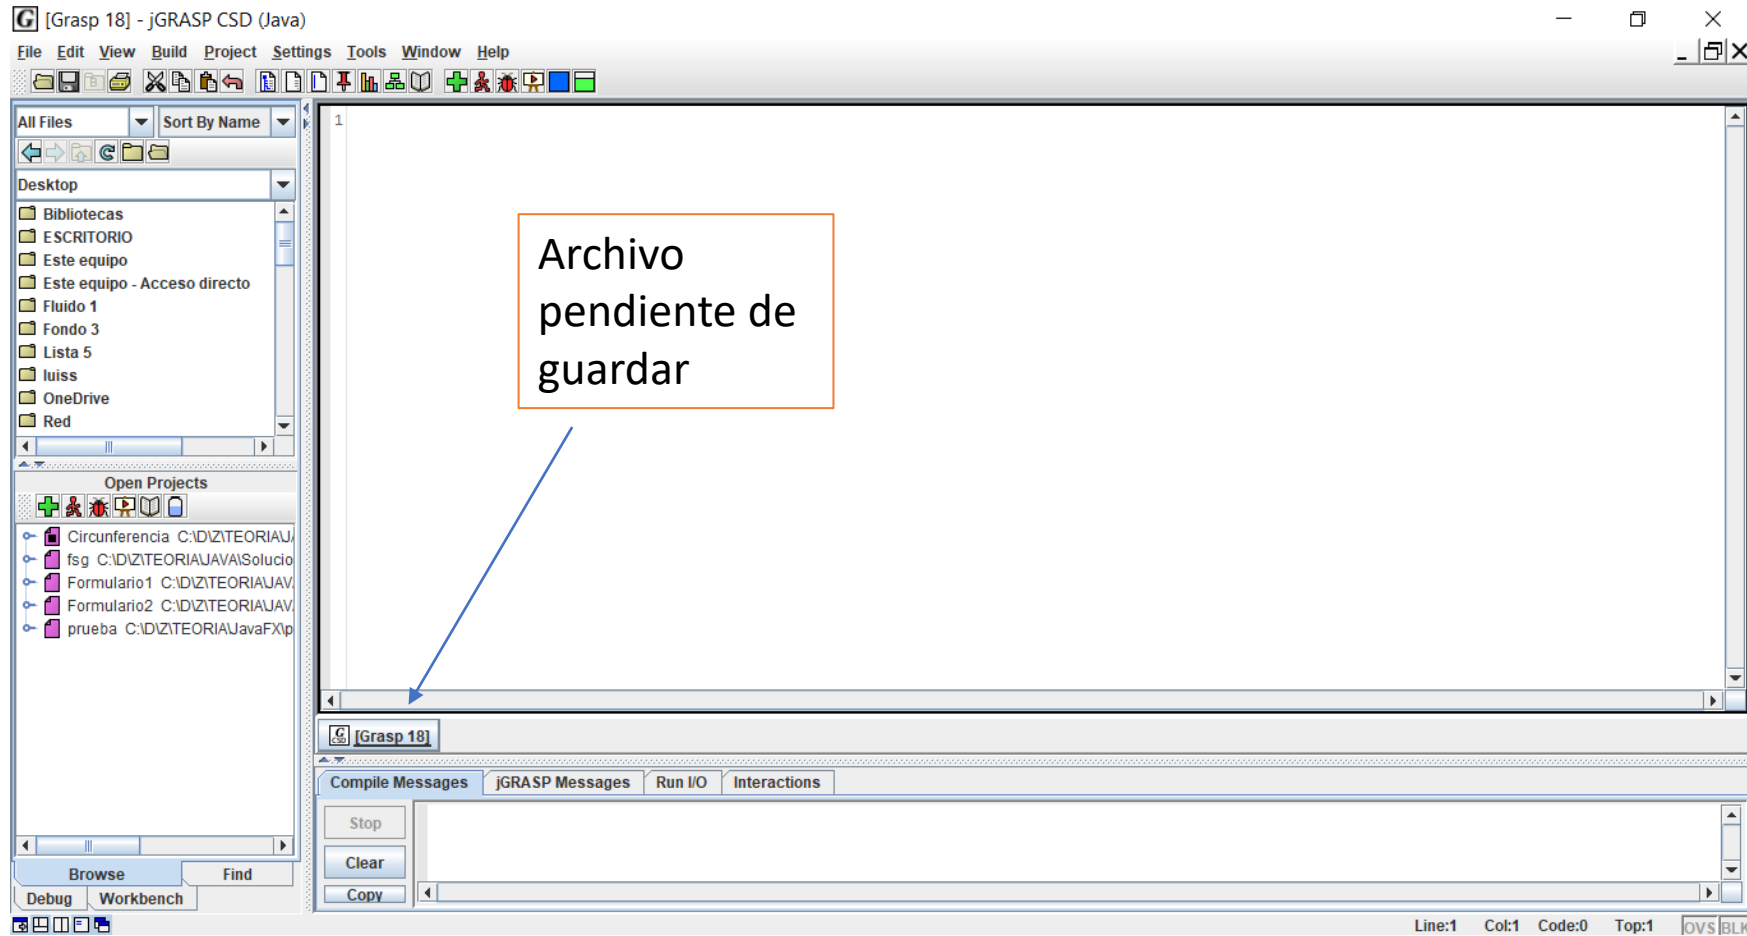 [Grasp 18] - jGRASP CSD (Java)
File Edit View Build Project Settings Tools Window Help
All Files Sort By Name
Desktop
Bibliotecas
ESCRITORIO
Este equipo
Este equipo - Acceso directo
Fluido 1
Fondo 3
Lista 5
luiss
OneDrive
Red
Open Projects
Circunferencia C:\D\Z\TEORIA\J
fsg C:\D\Z\TEORIA\JAVA\Solucio
Formulario1 C:\D\Z\TEORIA\JAV
Formulario2 C:\D\Z\TEORIA\JAV
prueba C:\D\Z\TEORIA\JavaFX\p
Browse Find
Debug Workbench
1
Archivo
pendiente de
guardar
[Grasp 18]
Compile Messages jGRASP Messages Run I/O Interactions
Stop
Clear
Copy
Line:1 Col:1 Code:0 Top:1 OVS BLK